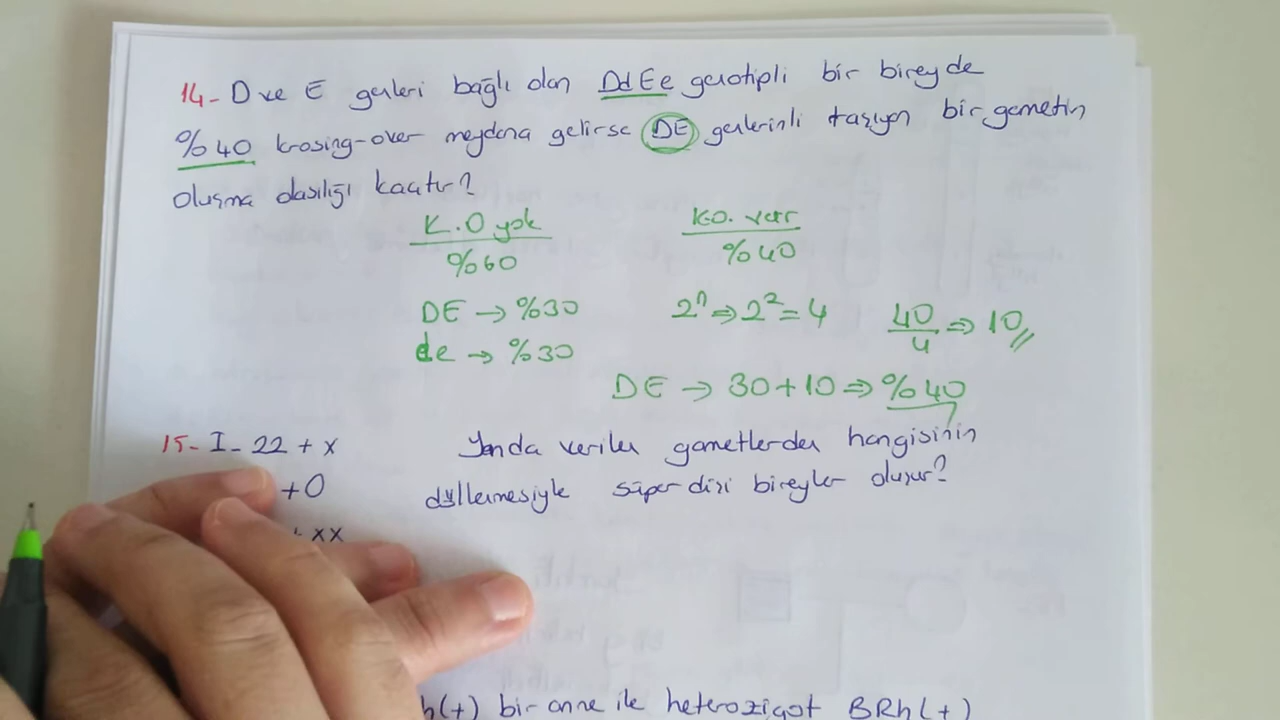 14- D ve E genleri bağlı olan DdEe genotipli bir bireyde
%40 krosing-over meydana gelirse DE genlerinli taşıyan bir gametin
oluşma olasılığı kaçtır?
K.O yok
%60
K.O. var
%40
DE → %30
de → %30
2ⁿ ⇒ 2² = 4
40/4 ⇒ 10//
DE → 30+10 ⇒ %40
15- I- 22 + x
+0
xx
Yanda verilen gametlerden hangisinin
döllenmesiyle süper dişi bireyler oluşur?
h(+) bir anne ile heterozigot BRh(+)